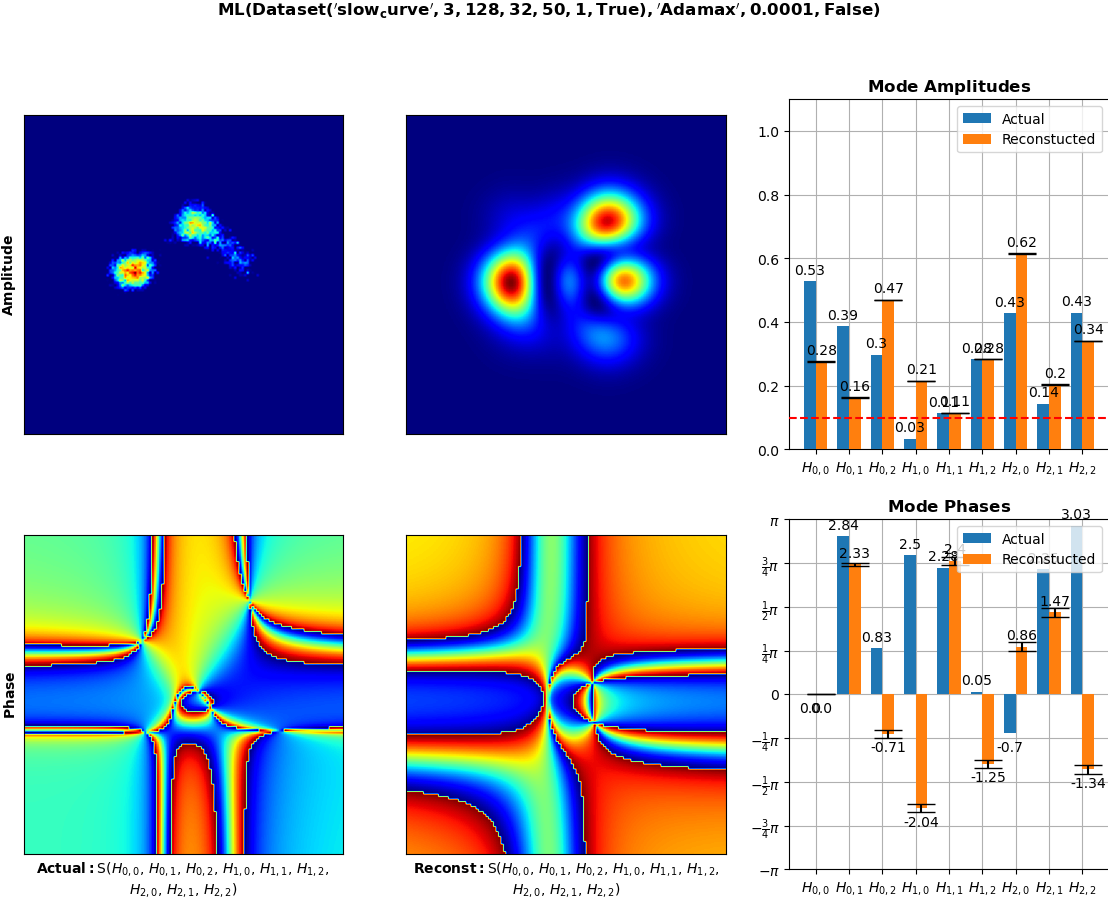 ML(Dataset('slow_curve', 3, 128, 32, 50, 1, True), 'Adamax', 0.0001, False)
Amplitude
Mode Amplitudes
Actual
Reconstucted
1.0
0.8
0.6
0.4
0.2
0.0
0.53
0.28
0.39
0.16
0.3
0.47
0.03
0.21
0.11
0.11
0.28
0.28
0.43
0.62
0.14
0.2
0.43
0.34
H0,0 H0,1 H0,2 H1,0 H1,1 H1,2 H2,0 H2,1 H2,2
Phase
Mode Phases
Actual
Reconstucted
π
3/4π
1/2π
1/4π
0
−1/4π
−1/2π
−3/4π
−π
0.0
0.0
2.84
2.33
0.83
-0.71
2.5
-2.04
2.28
0.05
-1.25
-0.7
0.86
1.47
3.03
-1.34
H0,0 H0,1 H0,2 H1,0 H1,1 H1,2 H2,0 H2,1 H2,2
Actual: S(H0,0, H0,1, H0,2, H1,0, H1,1, H1,2,
H2,0, H2,1, H2,2)
Reconst: S(H0,0, H0,1, H0,2, H1,0, H1,1, H1,2,
H2,0, H2,1, H2,2)